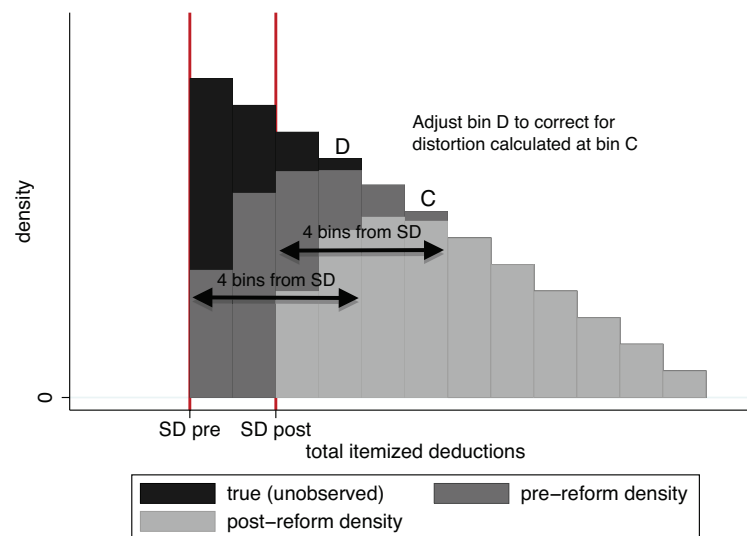 D
Adjust bin D to correct for
distortion calculated at bin C
C
4 bins from SD
4 bins from SD
density
0
SD pre
SD post
total itemized deductions
true (unobserved)
pre−reform density
post−reform density